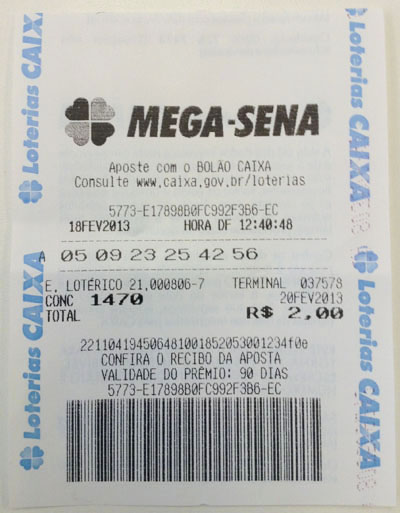 MEGA-SENA
Aposte com o BOLÃO CAIXA
Consulte www.caixa.gov.br/loterias
5773-E17898B0FC992F3B6-EC
18FEV2013 HORA DF 12:40:48
A 05 09 23 25 42 56
E. LOTÉRICO 21.000806-7 TERMINAL 037578
CONC 1470 20FEV2013
TOTAL R$ 2,00
221104194506481001852053001234f0e
CONFIRA O RECIBO DA APOSTA
VALIDADE DO PRÊMIO: 90 DIAS
5773-E17898B0FC992F3B6-EC
Loterias CAIXA
Loterias CAIXA
Loterias CAIXA
Loterias CAIXA